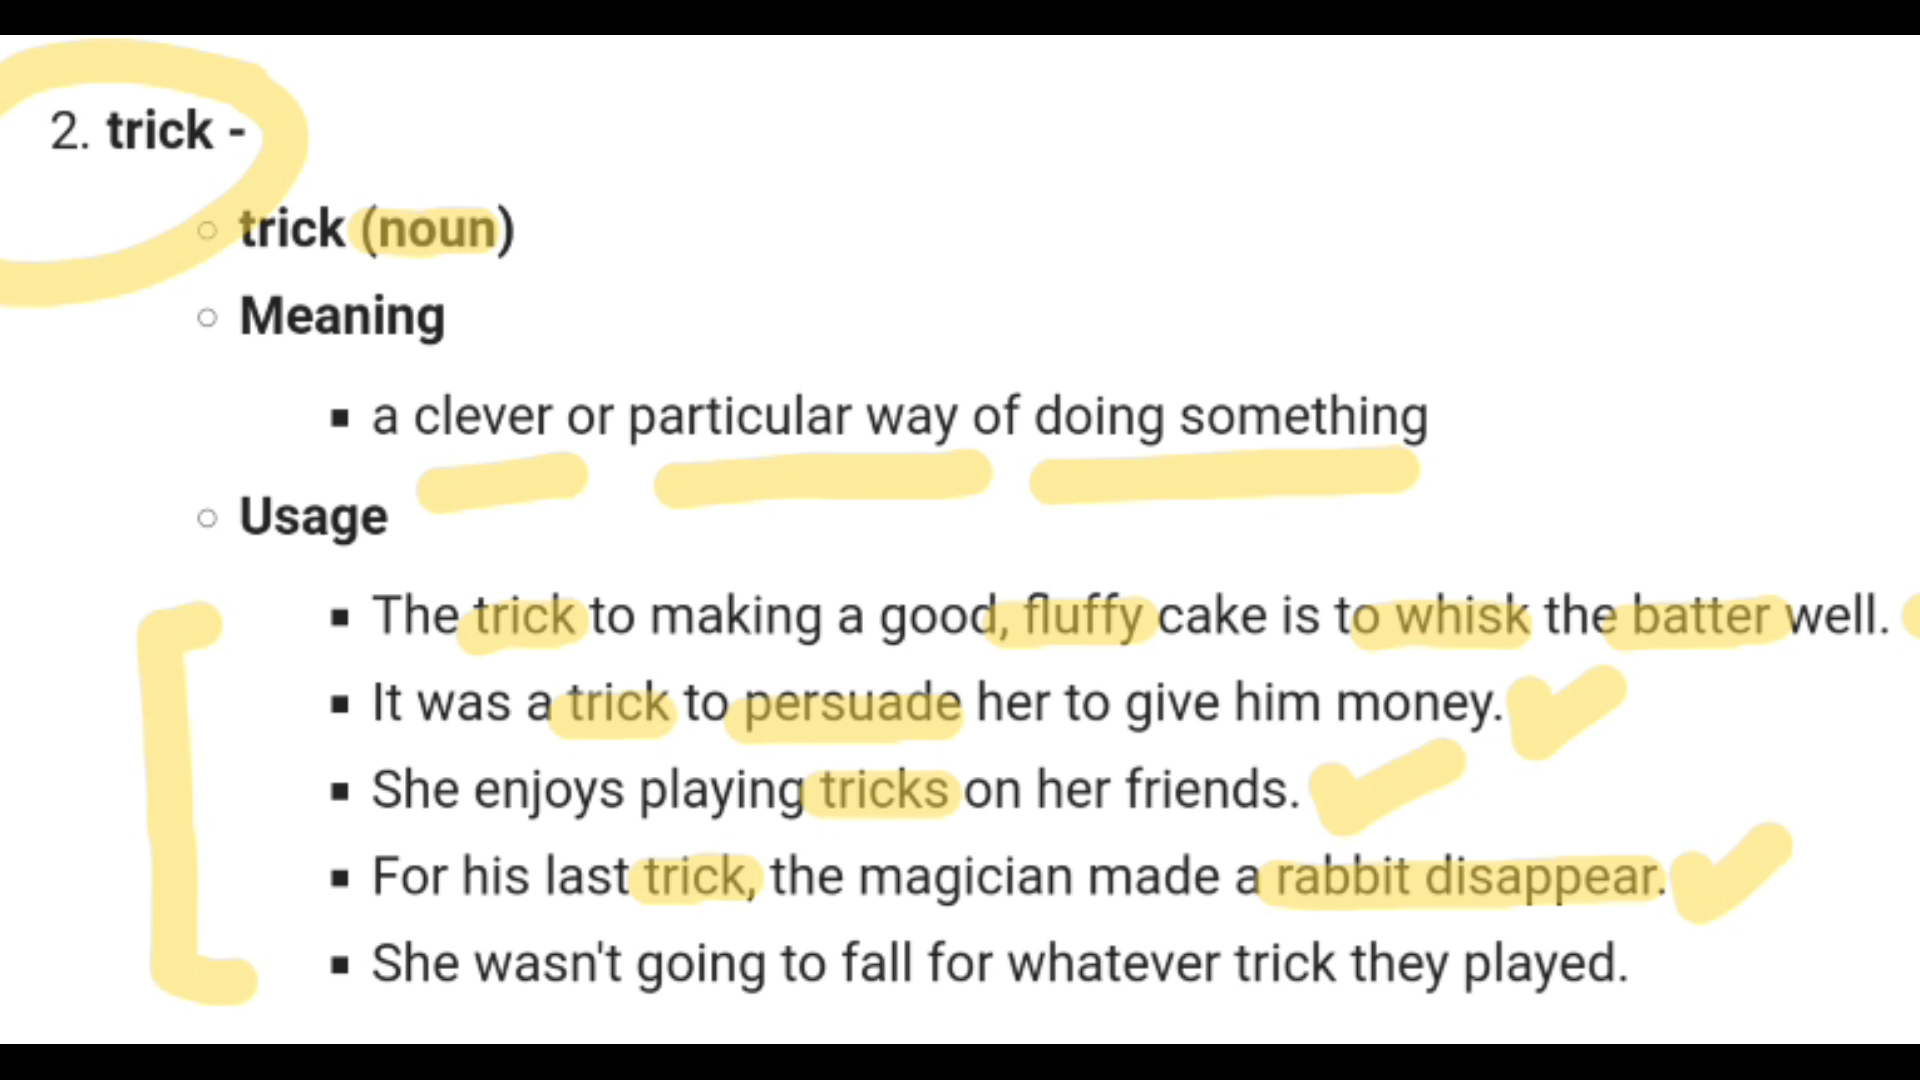 2. trick -
trick (noun)
Meaning
a clever or particular way of doing something
Usage
The trick to making a good, fluffy cake is to whisk the batter well.
It was a trick to persuade her to give him money.
She enjoys playing tricks on her friends.
For his last trick, the magician made a rabbit disappear.
She wasn't going to fall for whatever trick they played.